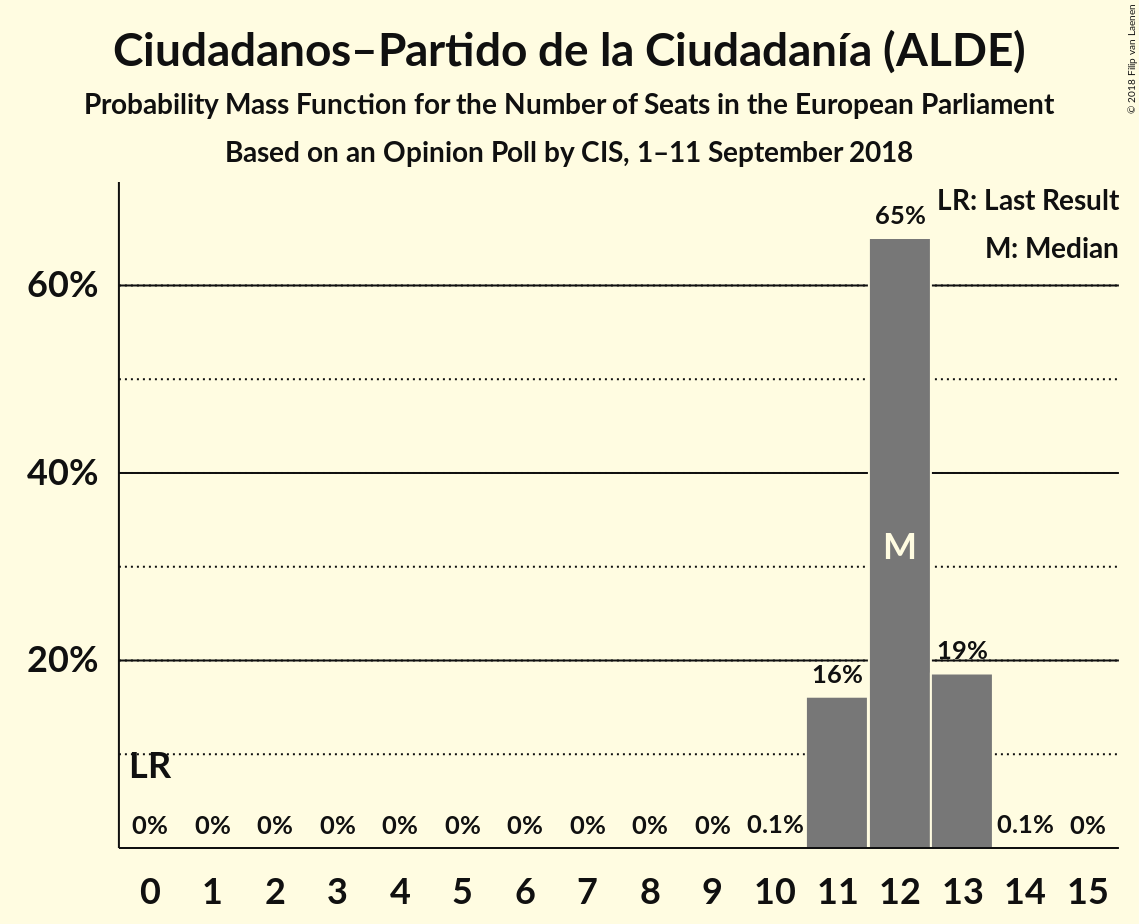 Ciudadanos–Partido de la Ciudadanía (ALDE)
Probability Mass Function for the Number of Seats in the European Parliament
Based on an Opinion Poll by CIS, 1–11 September 2018
© 2018 Filip van Laenen
LR: Last Result
M: Median
65%
60%
40%
M
20%
19%
16%
LR
0% 0% 0% 0% 0% 0% 0% 0% 0% 0% 0.1% 0.1% 0%
0 1 2 3 4 5 6 7 8 9 10 11 12 13 14 15